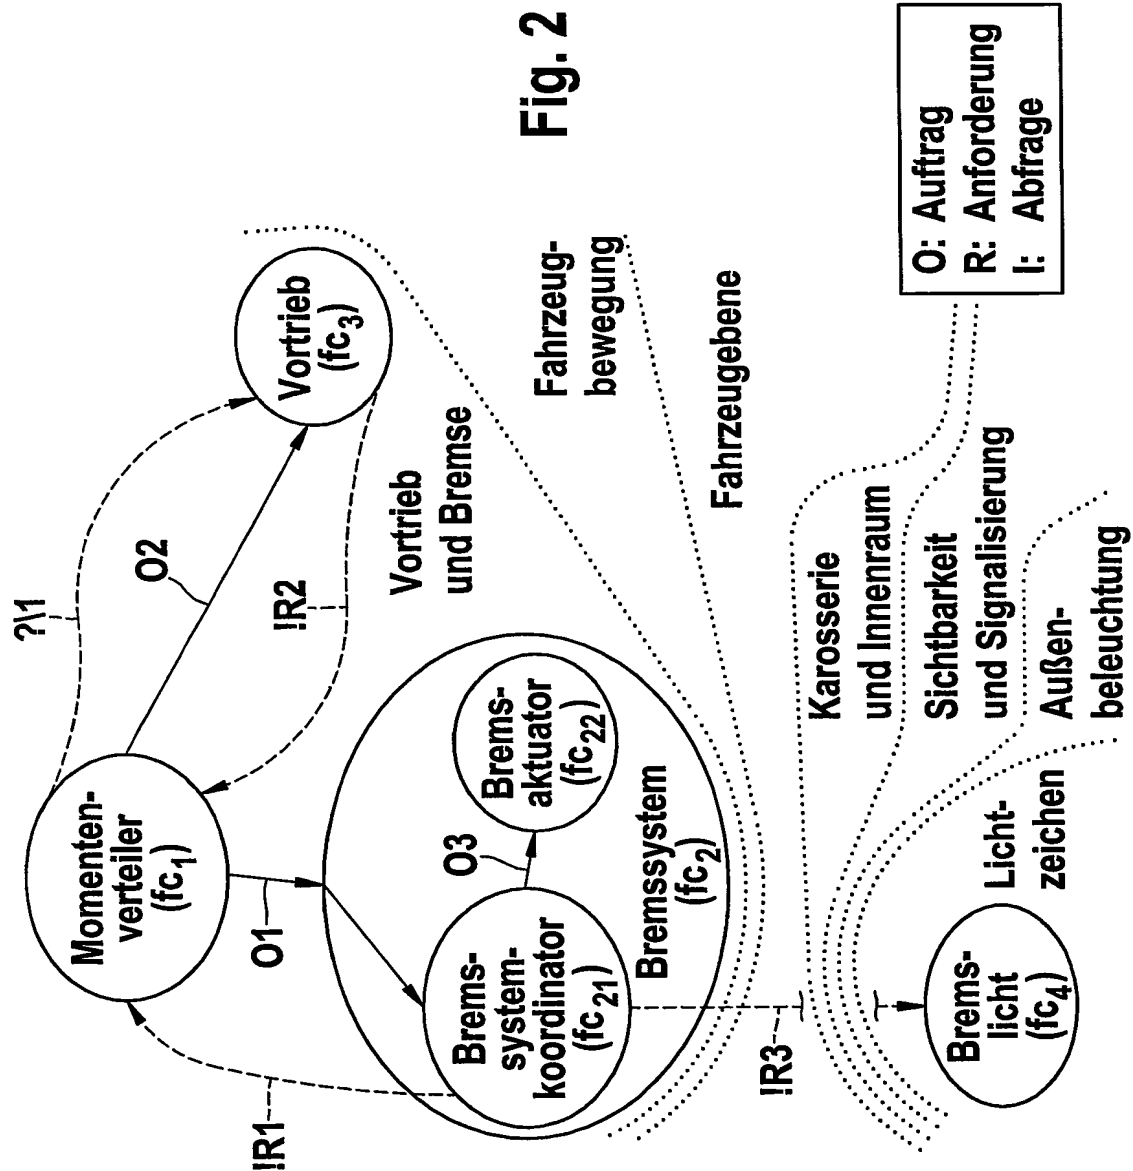 Fig. 2
?\1
O2
!R2
!R1
O1
O3
!R3
Momenten-
verteiler
(fc1)
Vortrieb
(fc3)
Brems-
system-
koordinator
(fc21)
Brems-
aktuator
(fc22)
Bremssystem
(fc2)
Vortrieb
und Bremse
Fahrzeug-
bewegung
Fahrzeugebene
Karosserie
und Innenraum
Sichtbarkeit
und Signalisierung
Außen-
beleuchtung
Licht-
zeichen
Brems-
licht
(fc4)
O: Auftrag
R: Anforderung
I: Abfrage